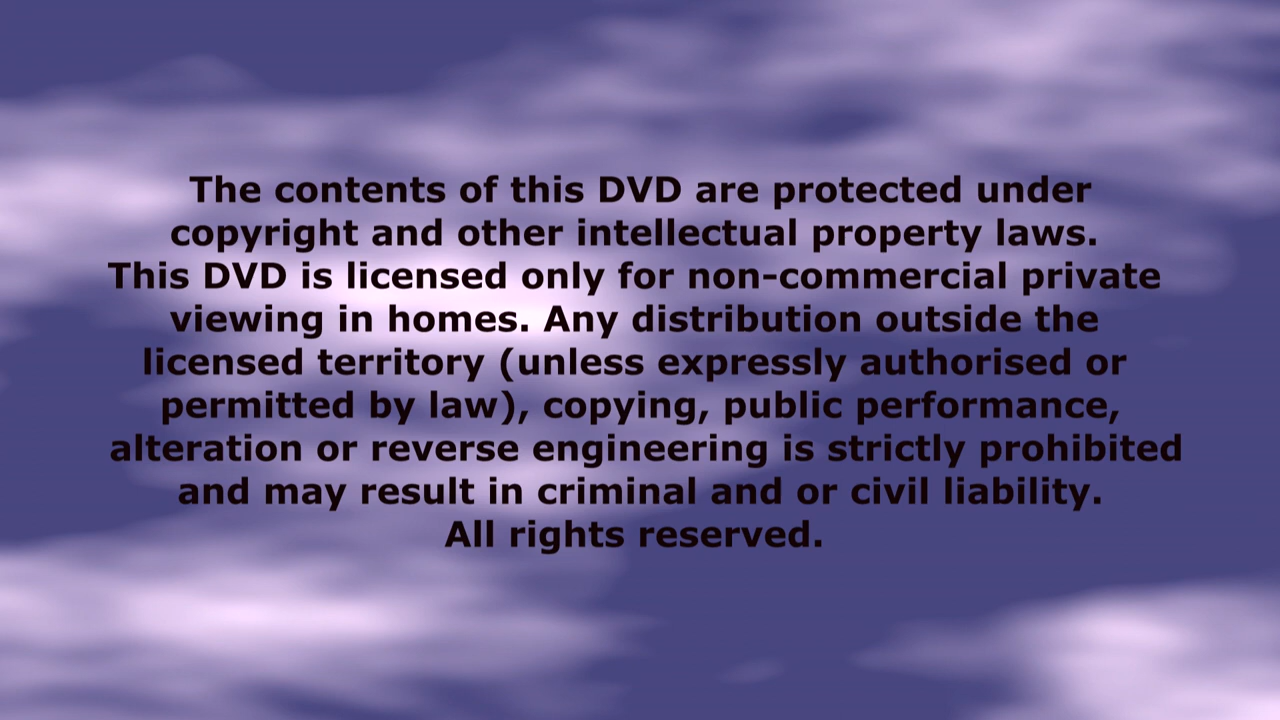 The contents of this DVD are protected under
copyright and other intellectual property laws.
This DVD is licensed only for non-commercial private
viewing in homes. Any distribution outside the
licensed territory (unless expressly authorised or
permitted by law), copying, public performance,
alteration or reverse engineering is strictly prohibited
and may result in criminal and or civil liability.
All rights reserved.